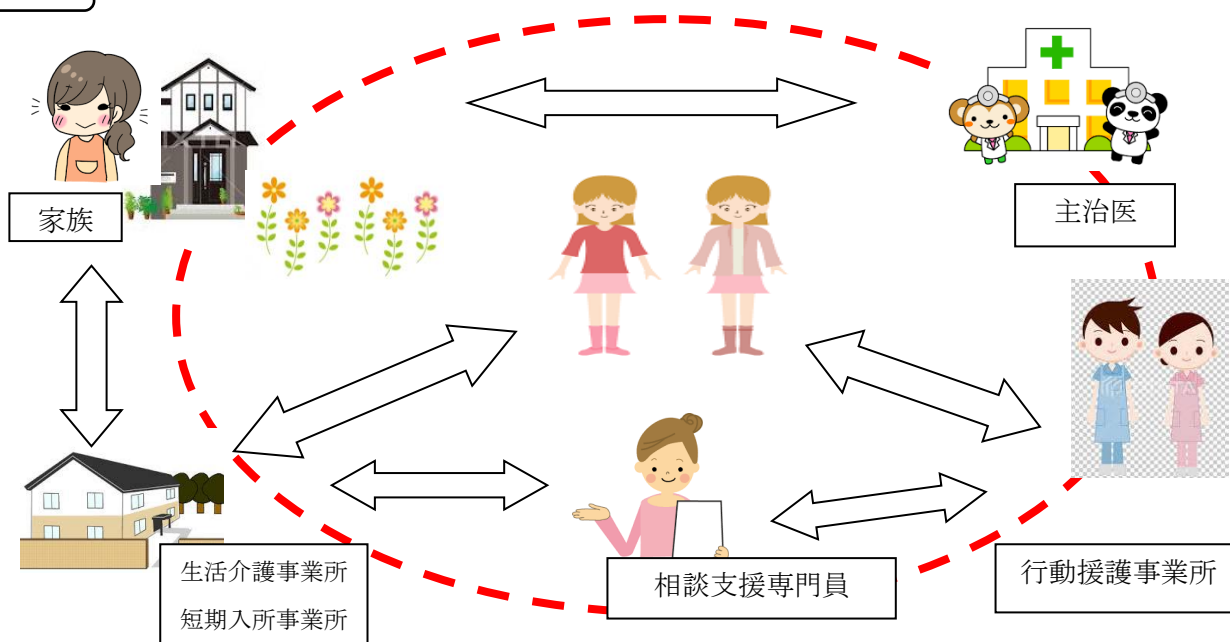 家族
主治医
生活介護事業所
短期入所事業所
相談支援専門員
行動援護事業所